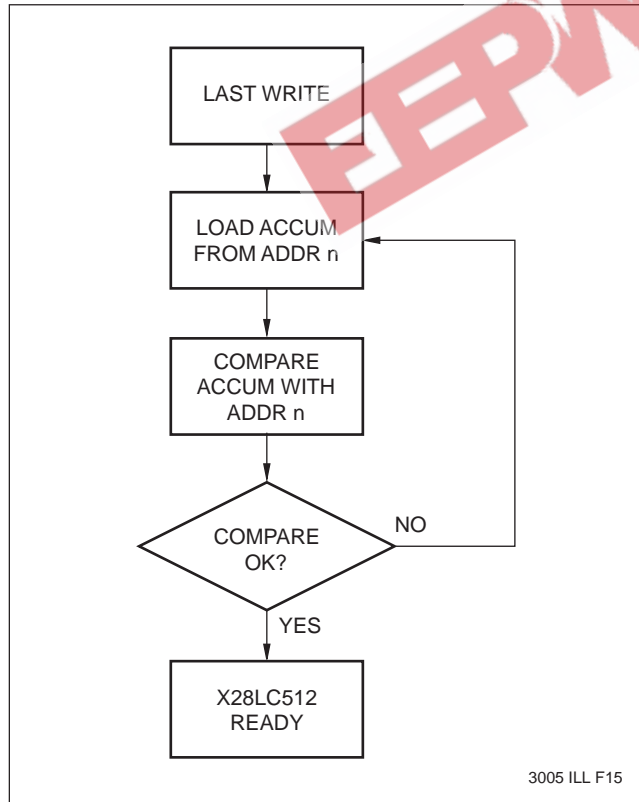 LAST WRITE
LOAD ACCUM
FROM ADDR n
COMPARE
ACCUM WITH
ADDR n
COMPARE
OK?
NO
YES
X28LC512
READY
3005 ILL F15
EEPW